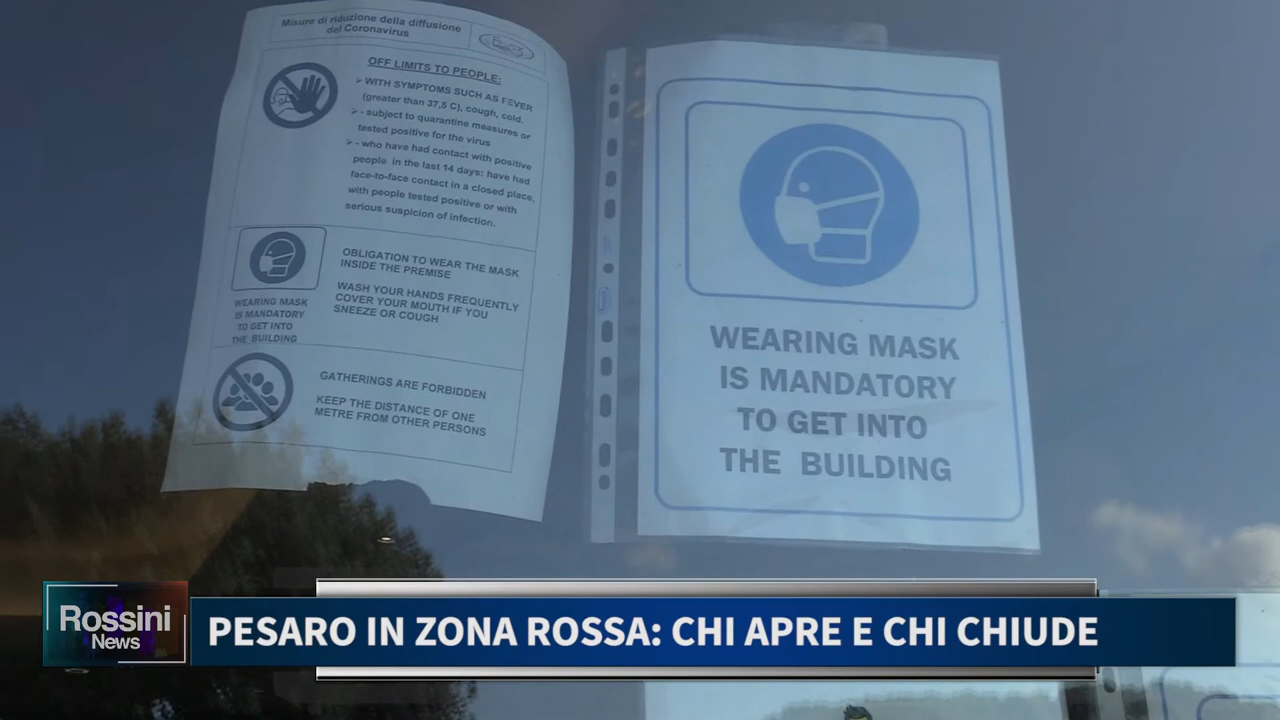 Misure di riduzione della diffusione
del Coronavirus
OFF LIMITS TO PEOPLE:
➢ WITH SYMPTOMS SUCH AS FEVER
(greater than 37,5 C), cough, cold.
➢ - subject to quarantine measures or
tested positive for the virus
➢ - who have had contact with positive
people in the last 14 days: have had
face-to-face contact in a closed place,
with people tested positive or with
serious suspicion of infection.
OBLIGATION TO WEAR THE MASK
INSIDE THE PREMISE
WASH YOUR HANDS FREQUENTLY
COVER YOUR MOUTH IF YOU
SNEEZE OR COUGH
WEARING MASK
IS MANDATORY
TO GET INTO
THE BUILDING
GATHERINGS ARE FORBIDDEN
KEEP THE DISTANCE OF ONE
METRE FROM OTHER PERSONS
WEARING MASK
IS MANDATORY
TO GET INTO
THE BUILDING
Rossini
News
PESARO IN ZONA ROSSA: CHI APRE E CHI CHIUDE